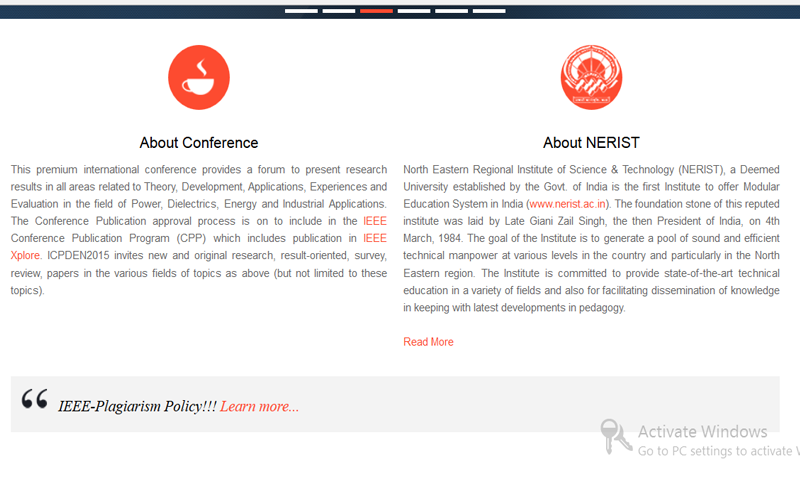 About Conference
This premium international conference provides a forum to present research
results in all areas related to Theory, Development, Applications, Experiences and
Evaluation in the field of Power, Dielectrics, Energy and Industrial Applications.
The Conference Publication approval process is on to include in the IEEE
Conference Publication Program (CPP) which includes publication in IEEE
Xplore. ICPDEN2015 invites new and original research, result-oriented, survey,
review, papers in the various fields of topics as above (but not limited to these
topics).
About NERIST
North Eastern Regional Institute of Science & Technology (NERIST), a Deemed
University established by the Govt. of India is the first Institute to offer Modular
Education System in India (www.nerist.ac.in). The foundation stone of this reputed
institute was laid by Late Giani Zail Singh, the then President of India, on 4th
March, 1984. The goal of the Institute is to generate a pool of sound and efficient
technical manpower at various levels in the country and particularly in the North
Eastern region. The Institute is committed to provide state-of-the-art technical
education in a variety of fields and also for facilitating dissemination of knowledge
in keeping with latest developments in pedagogy.
Read More
“ IEEE-Plagiarism Policy!!! Learn more...
Activate Windows
Go to PC settings to activate W